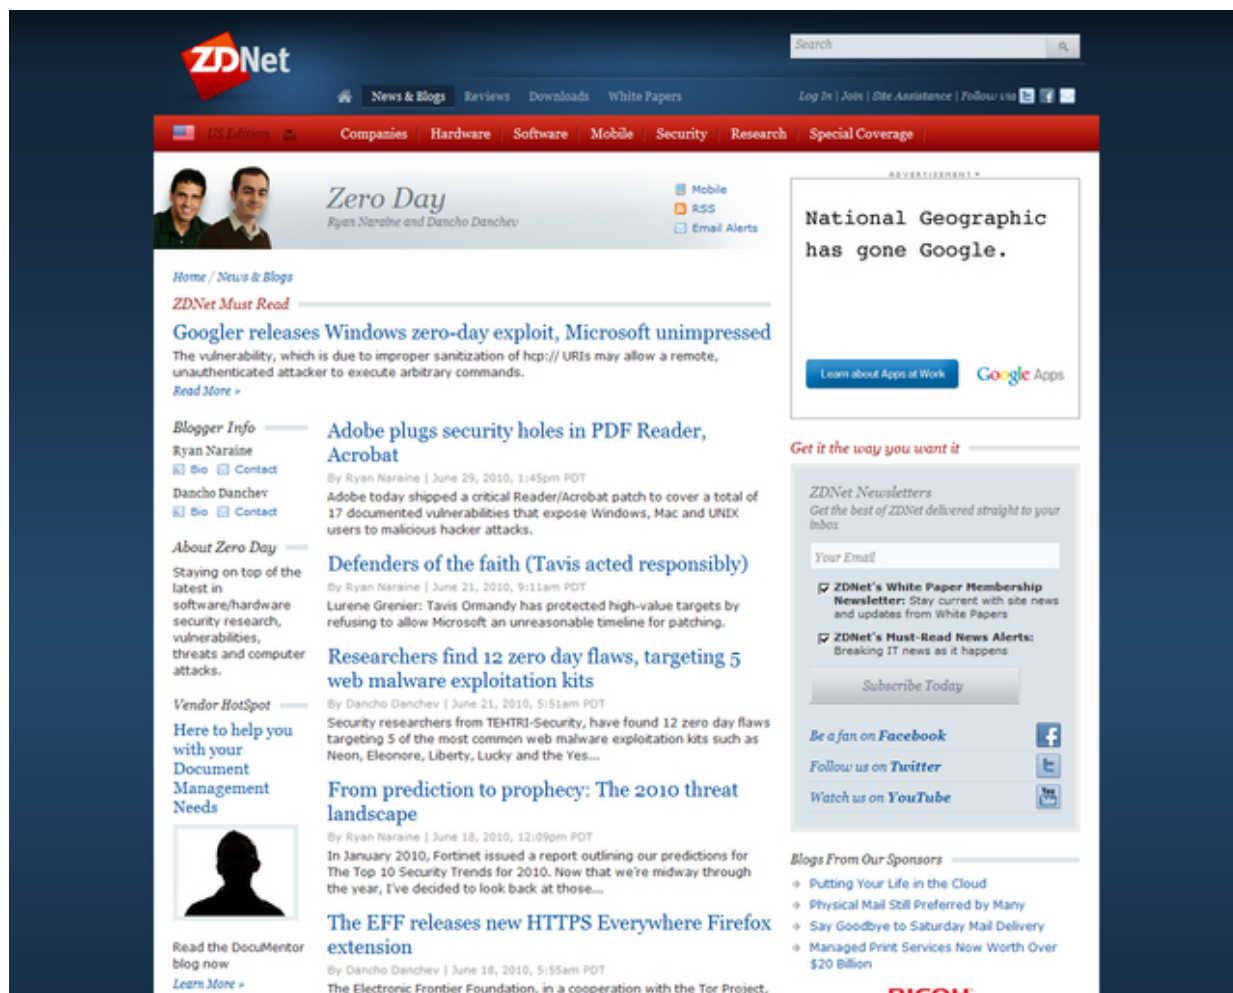 ZDNet
Search
News & Blogs
Reviews
Downloads
White Papers
Log In | Join | Site Assistance | Follow via
US Edition
Companies
Hardware
Software
Mobile
Security
Research
Special Coverage
Zero Day
Ryan Naraine and Dancho Danchev
Mobile
RSS
Email Alerts
ADVERTISEMENT
National Geographic
has gone Google.
Learn about Apps at Work
Google Apps
Home / News & Blogs
ZDNet Must Read
Googler releases Windows zero-day exploit, Microsoft unimpressed
The vulnerability, which is due to improper sanitization of hcp:// URIs may allow a remote,
unauthenticated attacker to execute arbitrary commands.
Read More »
Blogger Info
Ryan Naraine
Bio
Contact
Dancho Danchev
Bio
Contact
About Zero Day
Staying on top of the
latest in
software/hardware
security research,
vulnerabilities,
threats and computer
attacks.
Vendor HotSpot
Here to help you
with your
Document
Management
Needs
Read the DocuMentor
blog now
Learn More »
Adobe plugs security holes in PDF Reader,
Acrobat
By Ryan Naraine | June 29, 2010, 1:45pm PDT
Adobe today shipped a critical Reader/Acrobat patch to cover a total of
17 documented vulnerabilities that expose Windows, Mac and UNIX
users to malicious hacker attacks.
Defenders of the faith (Tavis acted responsibly)
By Ryan Naraine | June 21, 2010, 9:11am PDT
Lurene Grenier: Tavis Ormandy has protected high-value targets by
refusing to allow Microsoft an unreasonable timeline for patching.
Researchers find 12 zero day flaws, targeting 5
web malware exploitation kits
By Dancho Danchev | June 21, 2010, 5:51am PDT
Security researchers from TEHTRI-Security, have found 12 zero day flaws
targeting 5 of the most common web malware exploitation kits such as
Neon, Eleonore, Liberty, Lucky and the Yes...
From prediction to prophecy: The 2010 threat
landscape
By Ryan Naraine | June 18, 2010, 12:09pm PDT
In January 2010, Fortinet issued a report outlining our predictions for
The Top 10 Security Trends for 2010. Now that we're midway through
the year, I've decided to look back at those...
The EFF releases new HTTPS Everywhere Firefox
extension
By Dancho Danchev | June 18, 2010, 5:55am PDT
The Electronic Frontier Foundation, in a cooperation with the Tor Project,
Get it the way you want it
ZDNet Newsletters
Get the best of ZDNet delivered straight to your
inbox
Your Email
ZDNet's White Paper Membership
Newsletter: Stay current with site news
and updates from White Papers
ZDNet's Must-Read News Alerts:
Breaking IT news as it happens
Subscribe Today
Be a fan on Facebook
Follow us on Twitter
Watch us on YouTube
Blogs From Our Sponsors
Putting Your Life in the Cloud
Physical Mail Still Preferred by Many
Say Goodbye to Saturday Mail Delivery
Managed Print Services Now Worth Over
$20 Billion
RICOH